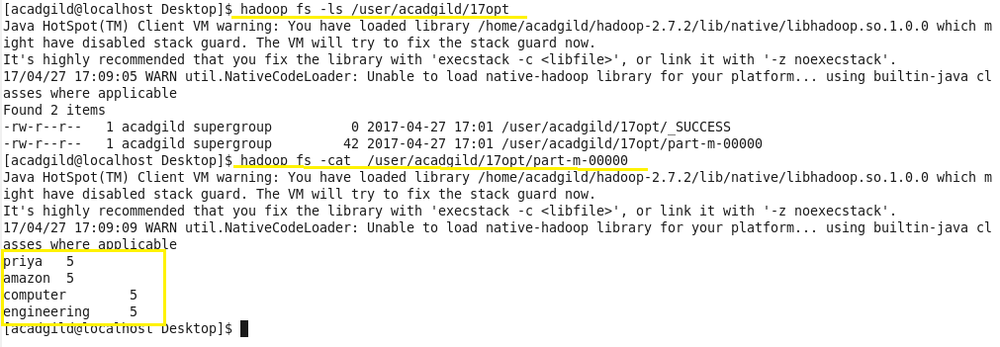 [acadgild@localhost Desktop]$ hadoop fs -ls /user/acadgild/17opt
Java HotSpot(TM) Client VM warning: You have loaded library /home/acadgild/hadoop-2.7.2/lib/native/libhadoop.so.1.0.0 which m
ight have disabled stack guard. The VM will try to fix the stack guard now.
It's highly recommended that you fix the library with 'execstack -c <libfile>', or link it with '-z noexecstack'.
17/04/27 17:09:05 WARN util.NativeCodeLoader: Unable to load native-hadoop library for your platform... using builtin-java cl
asses where applicable
Found 2 items
-rw-r--r--   1 acadgild supergroup          0 2017-04-27 17:01 /user/acadgild/17opt/_SUCCESS
-rw-r--r--   1 acadgild supergroup         42 2017-04-27 17:01 /user/acadgild/17opt/part-m-00000
[acadgild@localhost Desktop]$ hadoop fs -cat  /user/acadgild/17opt/part-m-00000
Java HotSpot(TM) Client VM warning: You have loaded library /home/acadgild/hadoop-2.7.2/lib/native/libhadoop.so.1.0.0 which m
ight have disabled stack guard. The VM will try to fix the stack guard now.
It's highly recommended that you fix the library with 'execstack -c <libfile>', or link it with '-z noexecstack'.
17/04/27 17:09:09 WARN util.NativeCodeLoader: Unable to load native-hadoop library for your platform... using builtin-java cl
asses where applicable
priya   5
amazon  5
computer        5
engineering     5
[acadgild@localhost Desktop]$